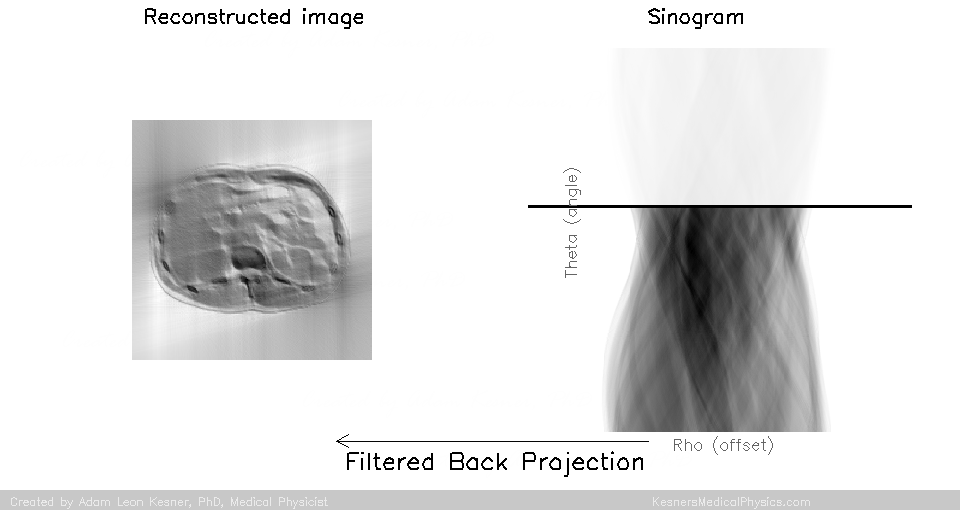 Reconstructed image
Sinogram
Theta (angle)
Rho (offset)
Filtered Back Projection
Created by Adam Leon Kesner, PhD, Medical Physicist
KesnersMedicalPhysics.com